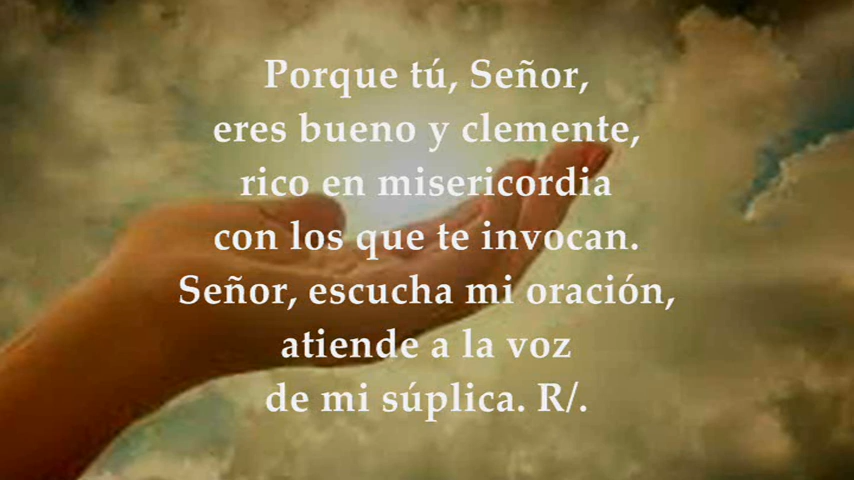 Porque tú, Señor,
eres bueno y clemente,
rico en misericordia
con los que te invocan.
Señor, escucha mi oración,
atiende a la voz
de mi súplica. R/.